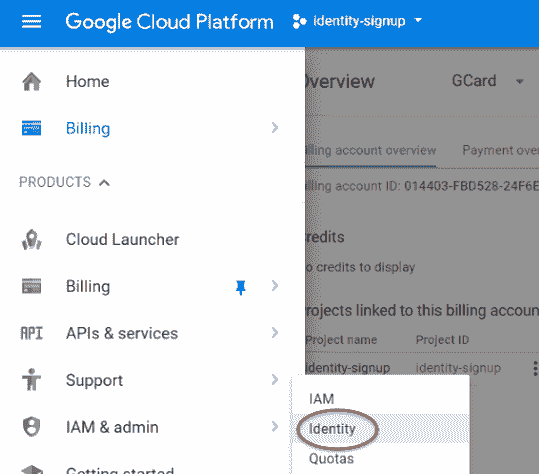 Google Cloud Platform identity-signup
Home
Billing
PRODUCTS
Cloud Launcher
Billing
API APIs & services
Support
IAM & admin
Getting started
Overview GCard
illing account overview Payment over
illing account ID: 014403-FBD528-24F6E
redits
o credits to display
rojects linked to this billing accoun
Project name Project ID
identity-signup identity-signup
IAM
Identity
Quotas